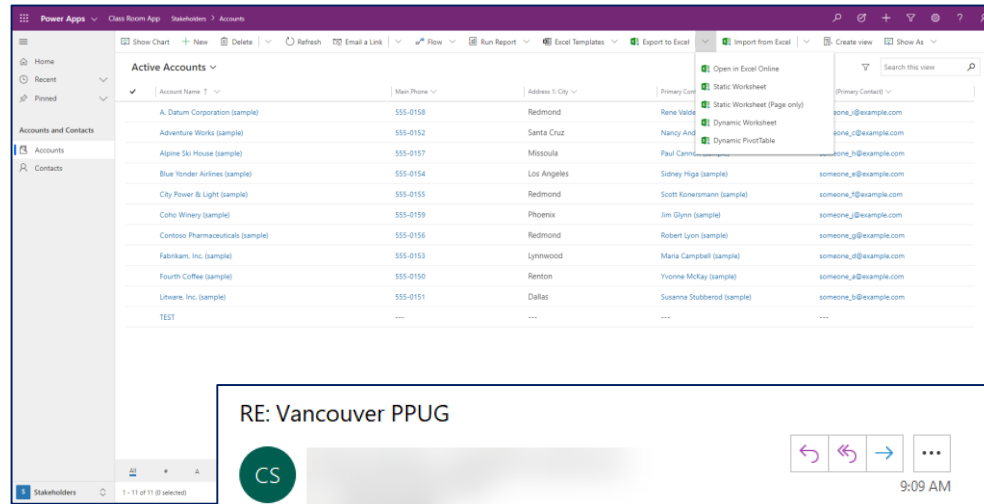 Power Apps Class Room App Stakeholders > Accounts
Show Chart + New Delete Refresh Email a Link Flow Run Report Excel Templates Export to Excel Import from Excel Create view Show As
Home
Recent
Pinned
Accounts and Contacts
Accounts
Contacts
Active Accounts
Search this view
Open in Excel Online
Static Worksheet
Static Worksheet (Page only)
Dynamic Worksheet
Dynamic PivotTable
Account Name ↑ Main Phone Address 1: City Primary Cont (Primary Contact)
A. Datum Corporation (sample) 555-0158 Redmond Rene Valde eone_i@example.com
Adventure Works (sample) 555-0152 Santa Cruz Nancy And eone_c@example.com
Alpine Ski House (sample) 555-0157 Missoula Paul Canno someone_h@example.com
Blue Yonder Airlines (sample) 555-0154 Los Angeles Sidney Higa (sample) someone_e@example.com
City Power & Light (sample) 555-0155 Redmond Scott Konersmann (sample) someone_f@example.com
Coho Winery (sample) 555-0159 Phoenix Jim Glynn (sample) someone_j@example.com
Contoso Pharmaceuticals (sample) 555-0156 Redmond Robert Lyon (sample) someone_g@example.com
Fabrikam, Inc. (sample) 555-0153 Lynnwood Maria Campbell (sample) someone_d@example.com
Fourth Coffee (sample) 555-0150 Renton Yvonne McKay (sample) someone_a@example.com
Litware, Inc. (sample) 555-0151 Dallas Susanna Stubberod (sample) someone_b@example.com
TEST --- --- --- ---
All # A
S Stakeholders 1 - 11 of 11 (0 selected)
RE: Vancouver PPUG
CS
9:09 AM